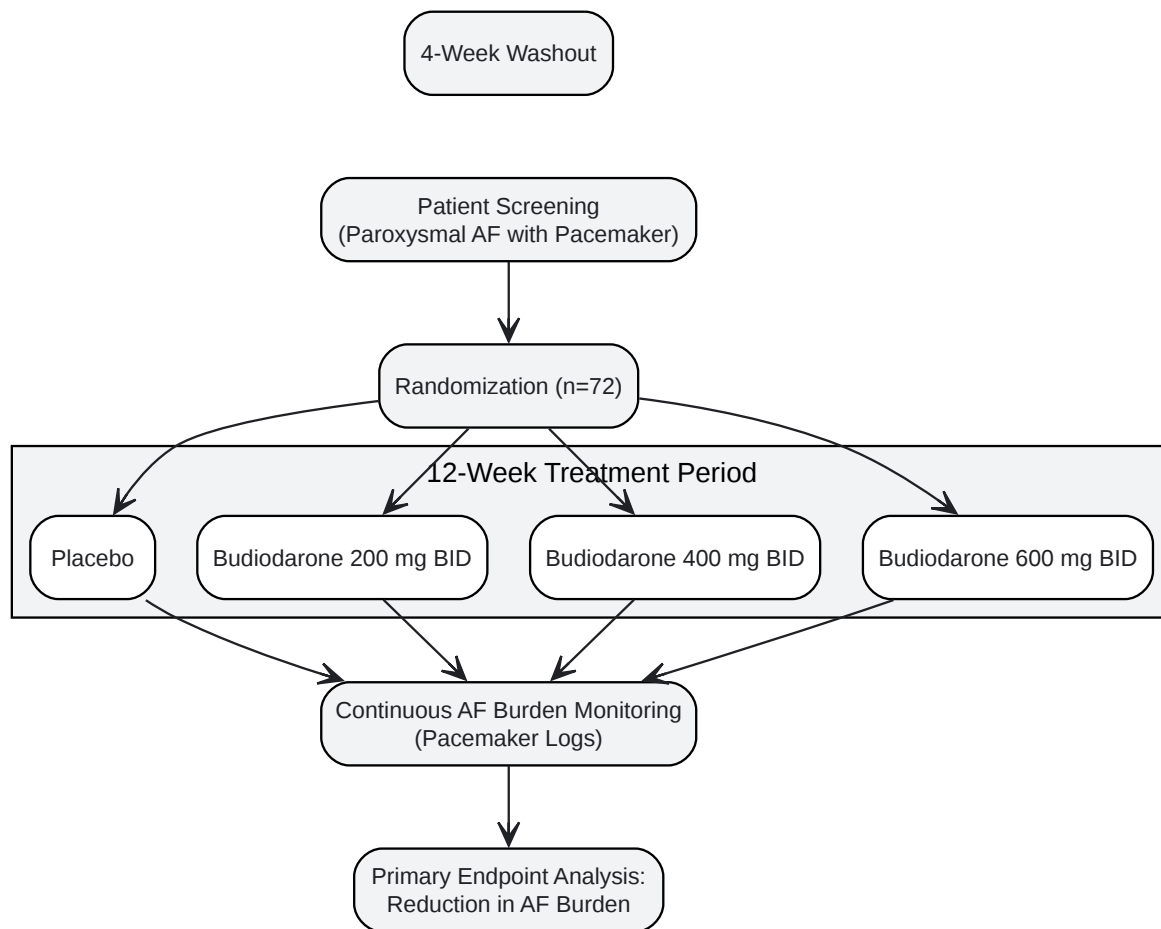 4-Week Washout
Patient Screening
(Paroxysmal AF with Pacemaker)
Randomization (n=72)
12-Week Treatment Period
Placebo
Budiodarone 200 mg BID
Budiodarone 400 mg BID
Budiodarone 600 mg BID
Continuous AF Burden Monitoring
(Pacemaker Logs)
Primary Endpoint Analysis:
Reduction in AF Burden